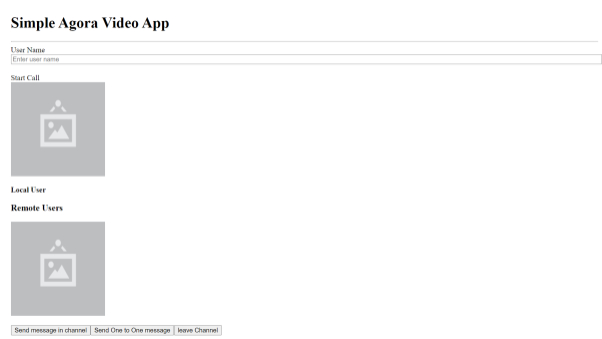 Simple Agora Video App
User Name
Enter user name
Start Call
Local User
Remote Users
Send message in channel Send One to One message leave Channel